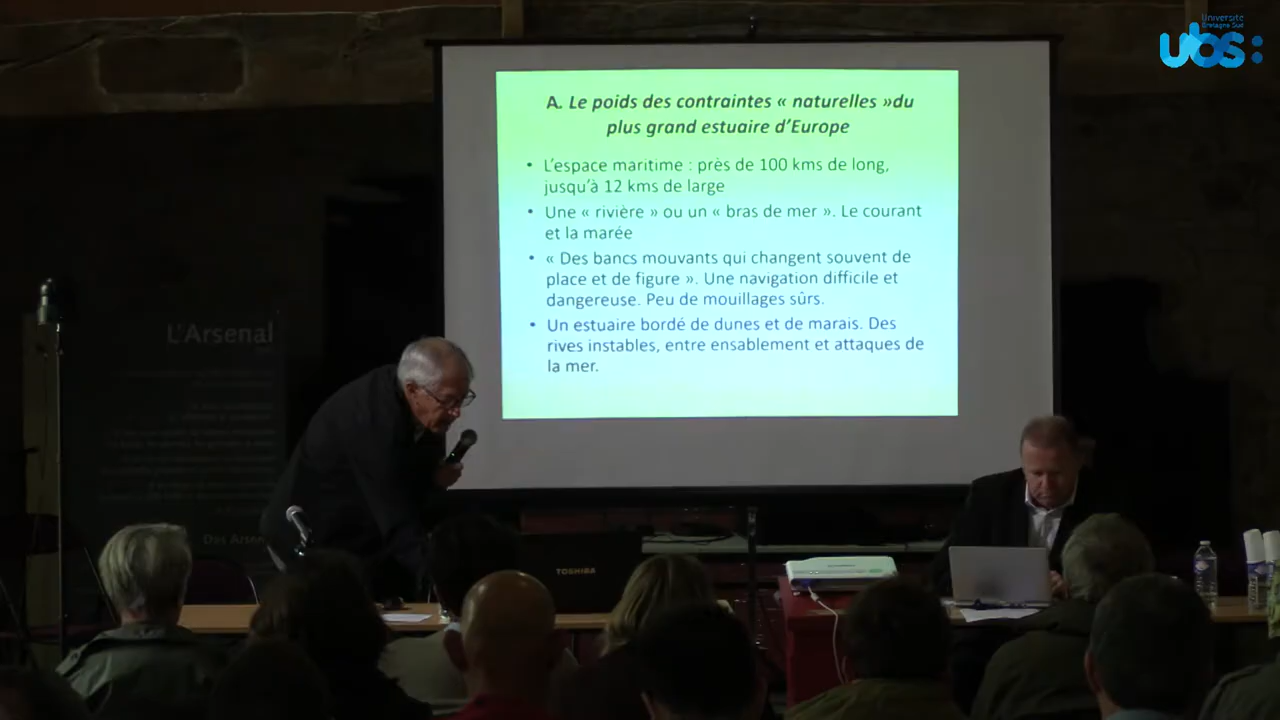 Université
Bretagne Sud
ubs:
A. Le poids des contraintes « naturelles »du
plus grand estuaire d'Europe
• L'espace maritime : près de 100 kms de long,
jusqu'à 12 kms de large
• Une « rivière » ou un « bras de mer ». Le courant
et la marée
• « Des bancs mouvants qui changent souvent de
place et de figure ». Une navigation difficile et
dangereuse. Peu de mouillages sûrs.
• Un estuaire bordé de dunes et de marais. Des
rives instables, entre ensablement et attaques de
la mer.
L'Arsenal
Des Arsen
TOSHIBA